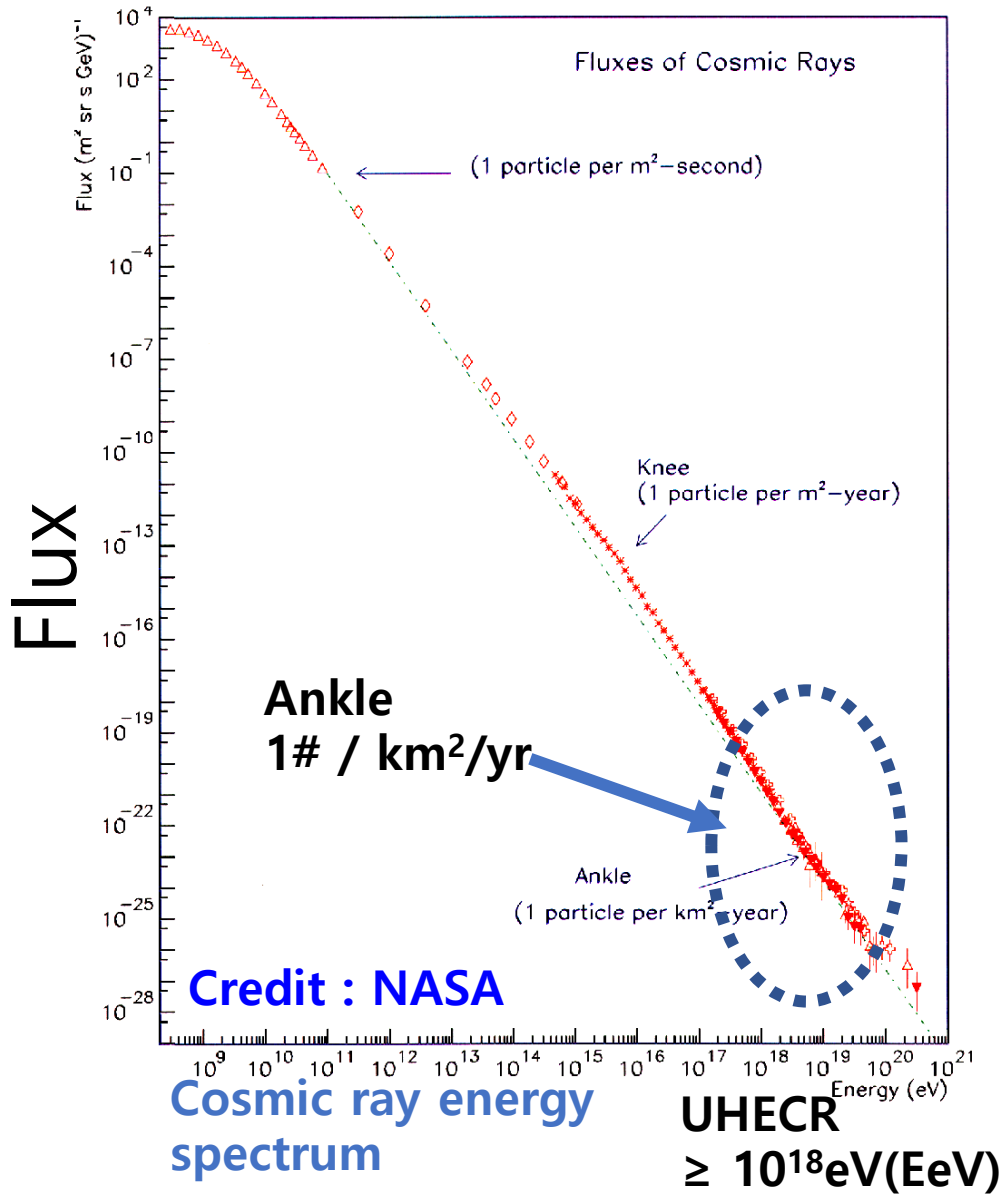 Fluxes of Cosmic Rays
Flux (m² sr s GeV)⁻¹
Flux
10⁴
10²
10⁻¹
10⁻⁴
10⁻⁷
10⁻¹⁰
10⁻¹³
10⁻¹⁶
10⁻¹⁹
10⁻²²
10⁻²⁵
10⁻²⁸
(1 particle per m²−second)
Knee
(1 particle per m²−year)
Ankle
1# / km²/yr
Ankle
(1 particle per km²−year)
Credit : NASA
10⁹ 10¹⁰ 10¹¹ 10¹² 10¹³ 10¹⁴ 10¹⁵ 10¹⁶ 10¹⁷ 10¹⁸ 10¹⁹ 10²⁰ 10²¹
Energy (eV)
Cosmic ray energy
spectrum
UHECR
≥ 10¹⁸eV(EeV)